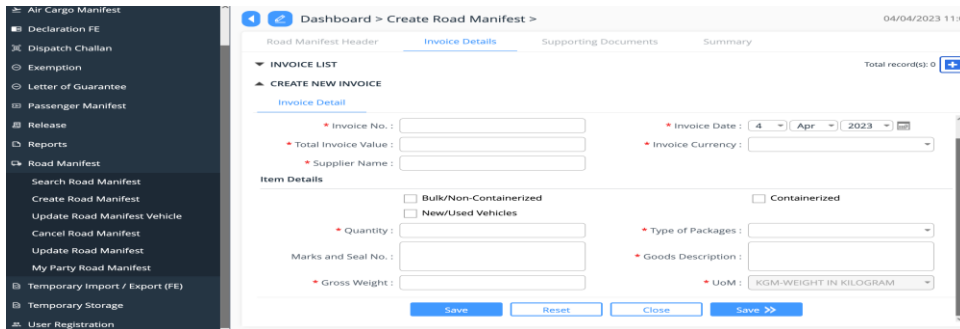 Air Cargo Manifest
Declaration FE
Dispatch Challan
Exemption
Letter of Guarantee
Passenger Manifest
Release
Reports
Road Manifest
Search Road Manifest
Create Road Manifest
Update Road Manifest Vehicle
Cancel Road Manifest
Update Road Manifest
My Party Road Manifest
Temporary Import / Export (FE)
Temporary Storage
User Registration
Dashboard > Create Road Manifest >
04/04/2023 11:
Road Manifest Header Invoice Details Supporting Documents Summary
INVOICE LIST Total record(s): 0
CREATE NEW INVOICE
Invoice Detail
* Invoice No. : * Invoice Date : 4 Apr 2023
* Total Invoice Value : * Invoice Currency :
* Supplier Name :
Item Details
Bulk/Non-Containerized Containerized
New/Used Vehicles
* Quantity : * Type of Packages :
Marks and Seal No. : * Goods Description :
* Gross Weight : * UoM : KGM-WEIGHT IN KILOGRAM
Save Reset Close Save >>